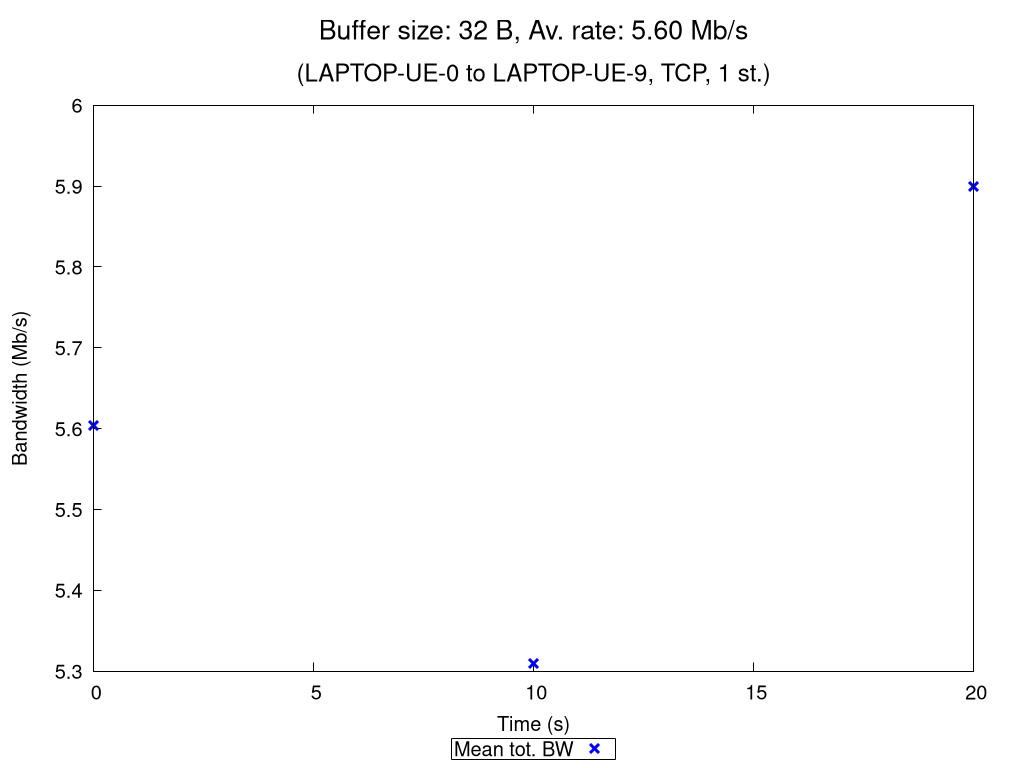 Buffer size: 32 B, Av. rate: 5.60 Mb/s
(LAPTOP-UE-0 to LAPTOP-UE-9, TCP, 1 st.)
6
5.9
5.8
5.7
5.6
5.5
5.4
5.3
Bandwidth (Mb/s)
0 5 10 15 20
Time (s)
Mean tot. BW